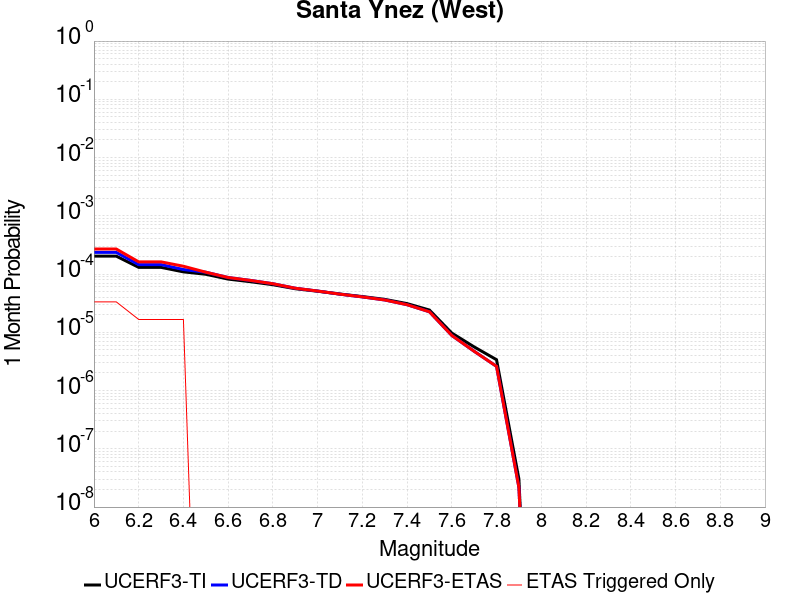 Santa Ynez (West)
10^0
10^-1
10^-2
10^-3
10^-4
10^-5
10^-6
10^-7
10^-8
1 Month Probability
6 6.2 6.4 6.6 6.8 7 7.2 7.4 7.6 7.8 8 8.2 8.4 8.6 8.8 9
Magnitude
UCERF3-TI UCERF3-TD UCERF3-ETAS ETAS Triggered Only